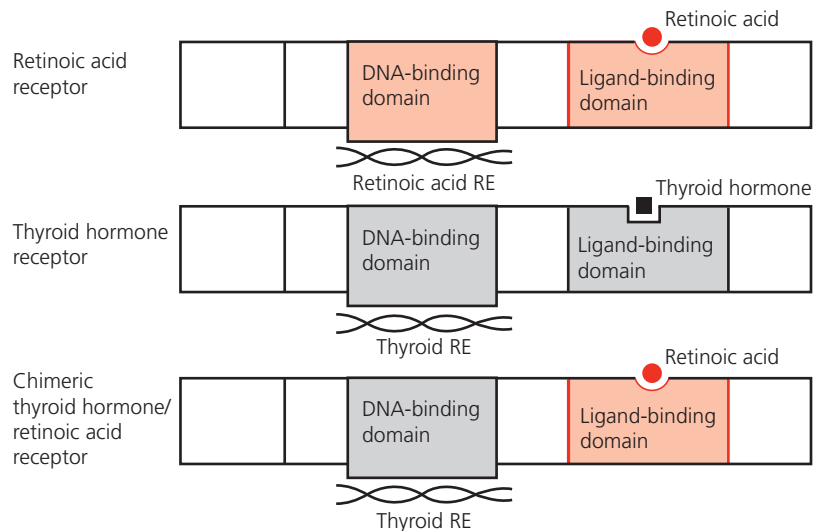 Retinoic acid
Retinoic acid
receptor
DNA-binding
domain
Ligand-binding
domain
Retinoic acid RE
Thyroid hormone
Thyroid hormone
receptor
DNA-binding
domain
Ligand-binding
domain
Thyroid RE
Retinoic acid
Chimeric
thyroid hormone/
retinoic acid
receptor
DNA-binding
domain
Ligand-binding
domain
Thyroid RE